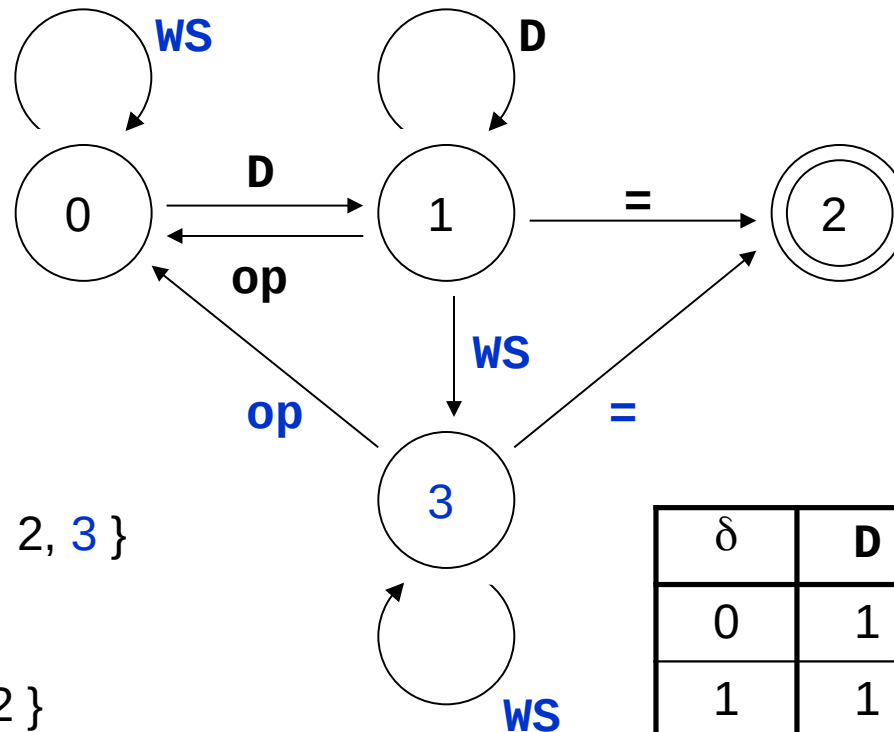 WS D
D =
0 1 2
op
WS
op =
3
2, 3 }
δ D
0 1
2 }
1 1
WS